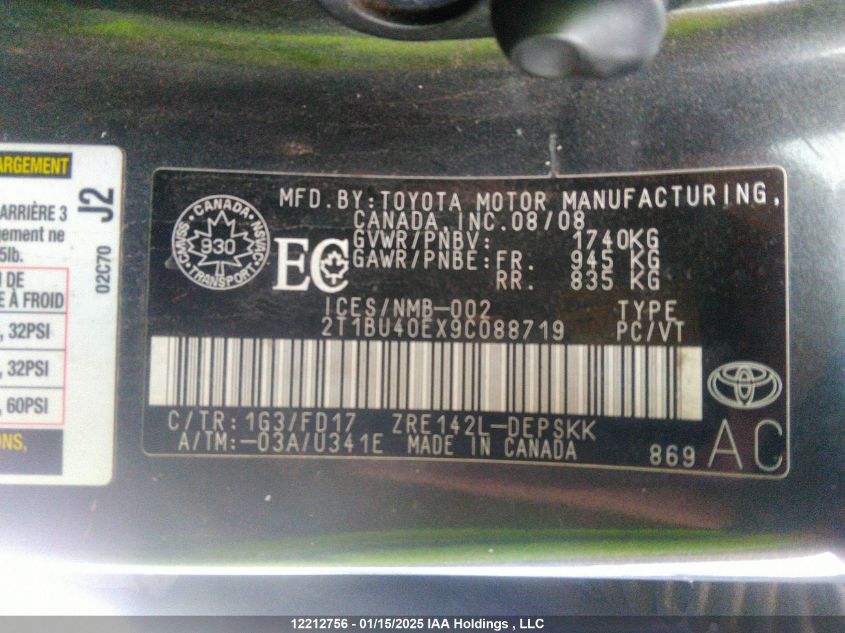 ARGEMENT
ARRIÈRE 3
gement ne
5lb.
N DE
E À FROID
, 32PSI
, 32PSI
, 60PSI
ONS,
J2
02C70
CANADA
930
TRANSPORT
CMVSS
NSVAC
EC
MFD.BY:TOYOTA MOTOR MANUFACTURING,
CANADA,INC.08/08
GVWR/PNBV: 1740KG
GAWR/PNBE:FR. 945 KG
RR. 835 KG
ICES/NMB-002 TYPE
2T1BU40EX9C088719 PC/VT
C/TR:1G3/FD17 ZRE142L-DEPSKK
A/TM:-03A/U341E MADE IN CANADA
869 AC
12212756 - 01/15/2025 IAA Holdings , LLC